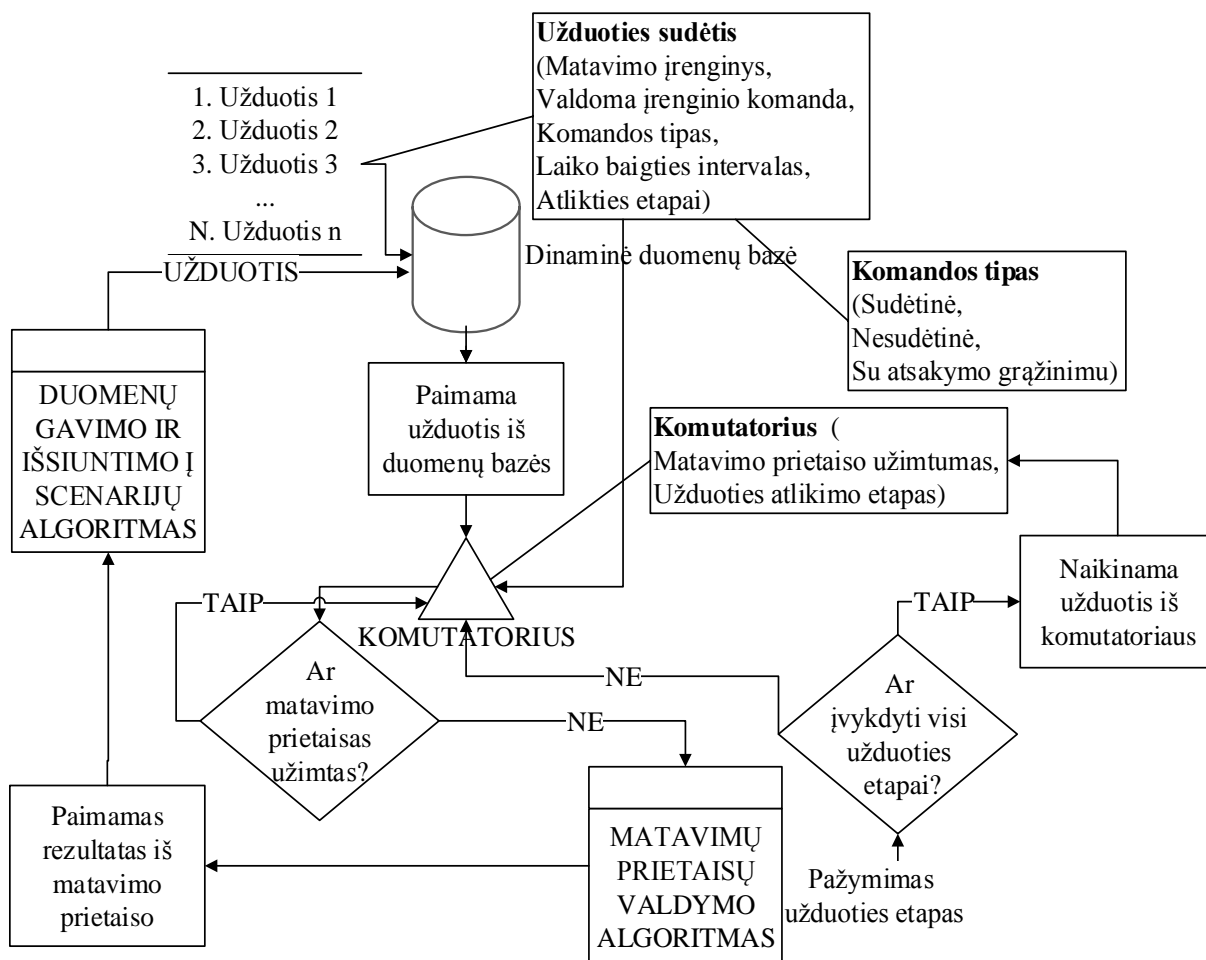 Užduoties sudėtis
(Matavimo įrenginys,
Valdoma įrenginio komanda,
Komandos tipas,
Laiko baigties intervalas,
Atlikties etapai)
1. Užduotis 1
2. Užduotis 2
3. Užduotis 3
...
N. Užduotis n
UŽDUOTIS
Dinaminė duomenų bazė
Komandos tipas
(Sudėtinė,
Nesudėtinė,
Su atsakymo grąžinimu)
DUOMENŲ
GAVIMO IR
IŠSIUNTIMO Į
SCENARIJŲ
ALGORITMAS
Paimama
užduotis iš
duomenų bazės
Komutatorius (
Matavimo prietaiso užimtumas,
Užduoties atlikimo etapas)
Naikinama
užduotis iš
komutatoriaus
TAIP
TAIP
KOMUTATORIUS
Ar
matavimo
prietaisas
užimtas?
NE
NE
Ar
įvykdyti visi
užduoties
etapai?
Paimamas
rezultatas iš
matavimo
prietaiso
MATAVIMŲ
PRIETAISŲ
VALDYMO
ALGORITMAS
Pažymimas
užduoties etapas